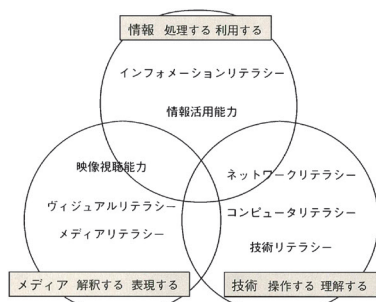 情報 処理する 利用する
インフォメーションリテラシー
情報活用能力
映像視聴能力
ヴィジュアルリテラシー
メディアリテラシー
ネットワークリテラシー
コンピュータリテラシー
技術リテラシー
メディア 解釈する 表現する
技術 操作する 理解する